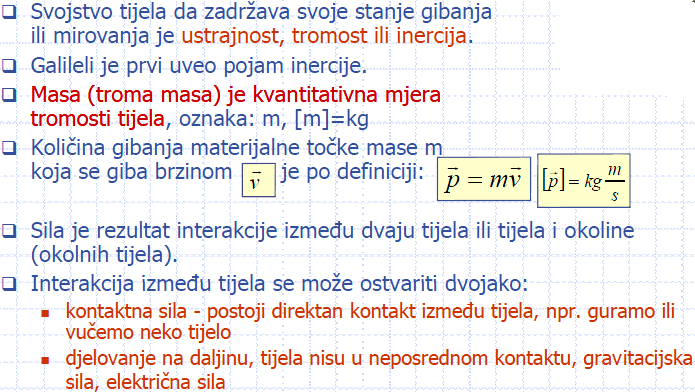 Svojstvo tijela da zadržava svoje stanje gibanja
ili mirovanja je ustrajnost, tromost ili inercija.
Galileli je prvi uveo pojam inercije.
Masa (troma masa) je kvantitativna mjera
tromosti tijela, oznaka: m, [m]=kg
Količina gibanja materijalne točke mase m
koja se giba brzinom \vec{v} je po definiciji: \vec{p} = m\vec{v} [\vec{p}] = kg \frac{m}{s}
Sila je rezultat interakcije između dvaju tijela ili tijela i okoline
(okolnih tijela).
Interakcija između tijela se može ostvariti dvojako:
kontaktna sila - postoji direktan kontakt između tijela, npr. guramo ili
vučemo neko tijelo
djelovanje na daljinu, tijela nisu u neposrednom kontaktu, gravitacijska
sila, električna sila